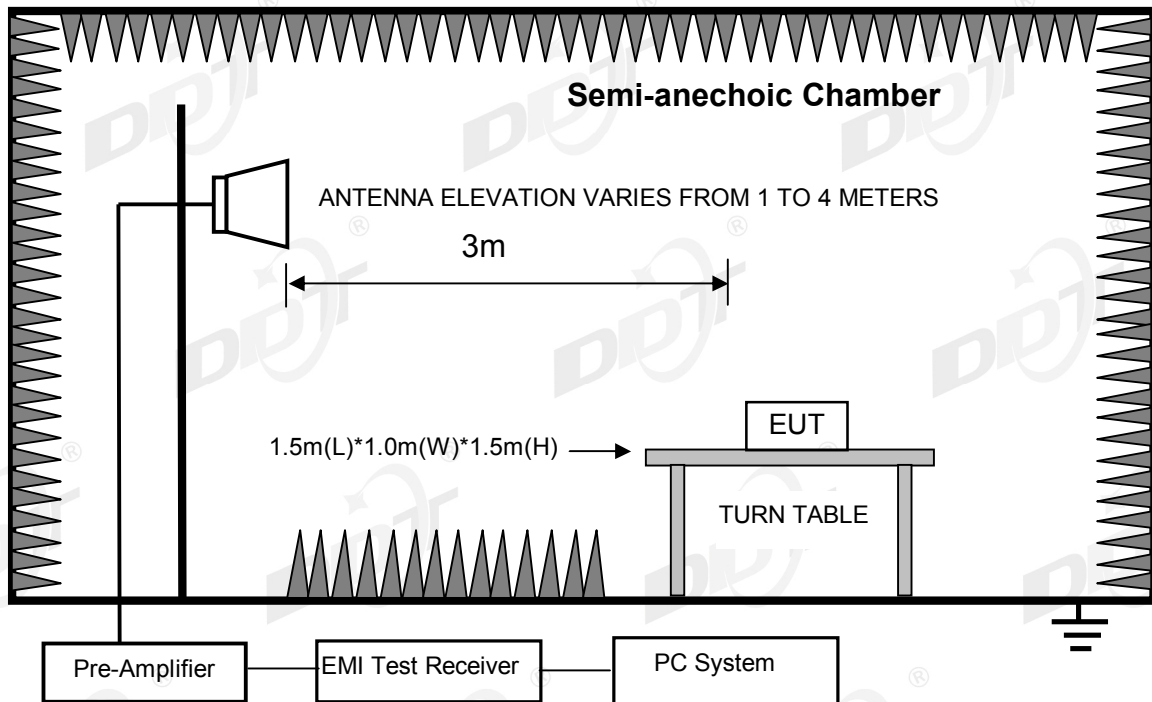 Semi-anechoic Chamber
ANTENNA ELEVATION VARIES FROM 1 TO 4 METERS
3m
EUT
1.5m(L)*1.0m(W)*1.5m(H)
TURN TABLE
Pre-Amplifier
EMI Test Receiver
PC System
DDT
®